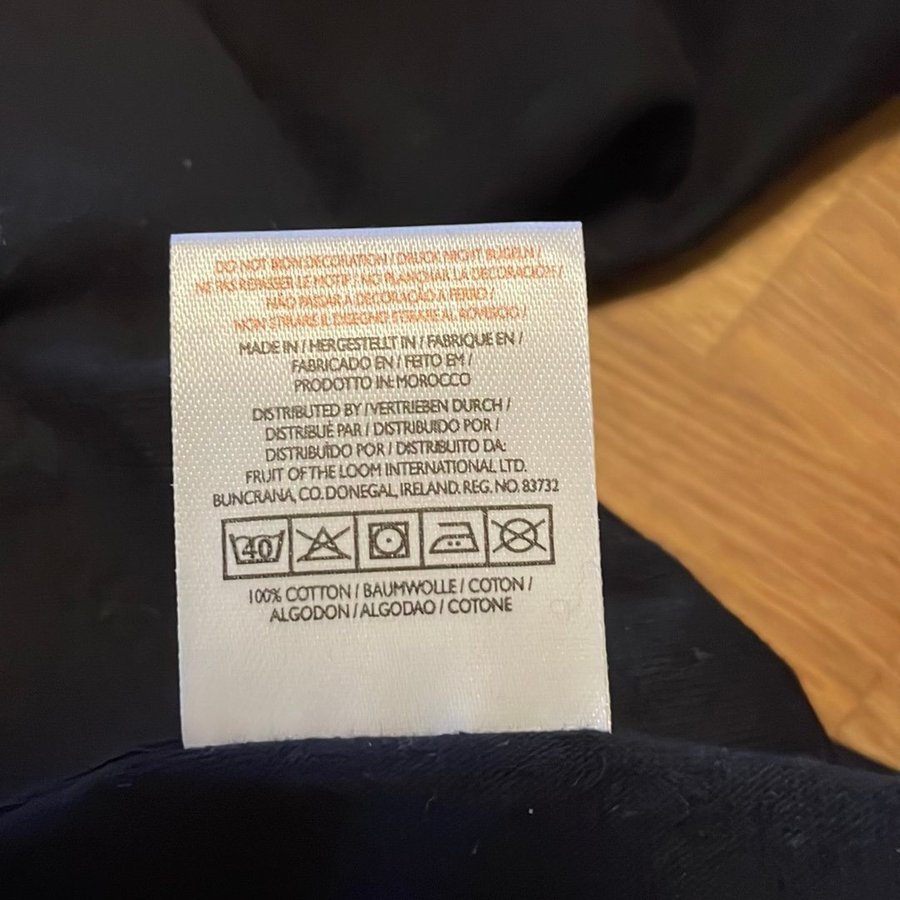 DO NOT IRON DECORATION / DRUCK NICHT BÜGELN /
NE PAS REPASSER LE MOTIF / NO PLANCHAR LA DECORACIÓN /
NÃO PASSAR A DECORAÇÃO A FERRO /
NON STIRARE IL DISEGNO STIRARE AL ROVESCIO /
MADE IN / HERGESTELLT IN / FABRIQUE EN /
FABRICADO EN / FEITO EM /
PRODOTTO IN: MOROCCO
DISTRIBUTED BY / VERTRIEBEN DURCH /
DISTRIBUÉ PAR / DISTRIBUIDO POR /
DISTRIBUÍDO POR / DISTRIBUITO DA:
FRUIT OF THE LOOM INTERNATIONAL LTD.
BUNCRANA, CO. DONEGAL, IRELAND. REG. NO. 83732
40
100% COTTON / BAUMWOLLE / COTON /
ALGODON / ALGODAO / COTONE